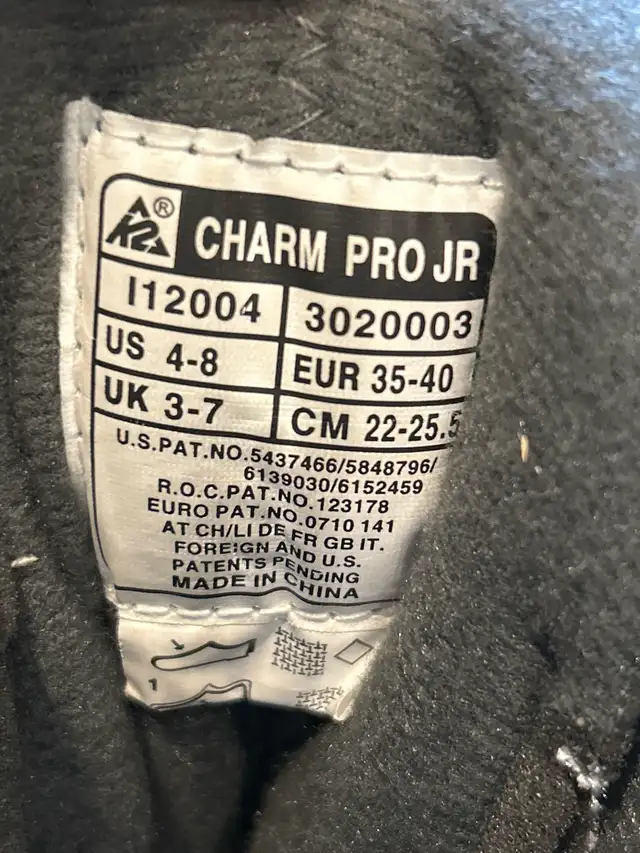 K2® CHARM PRO JR
I12004 3020003
US 4-8 EUR 35-40
UK 3-7 CM 22-25.5
U.S.PAT.NO.5437466/5848796/
6139030/6152459
R.O.C.PAT.NO.123178
EURO PAT.NO.0710 141
AT CH/LI DE FR GB IT.
FOREIGN AND U.S.
PATENTS PENDING
MADE IN CHINA
1